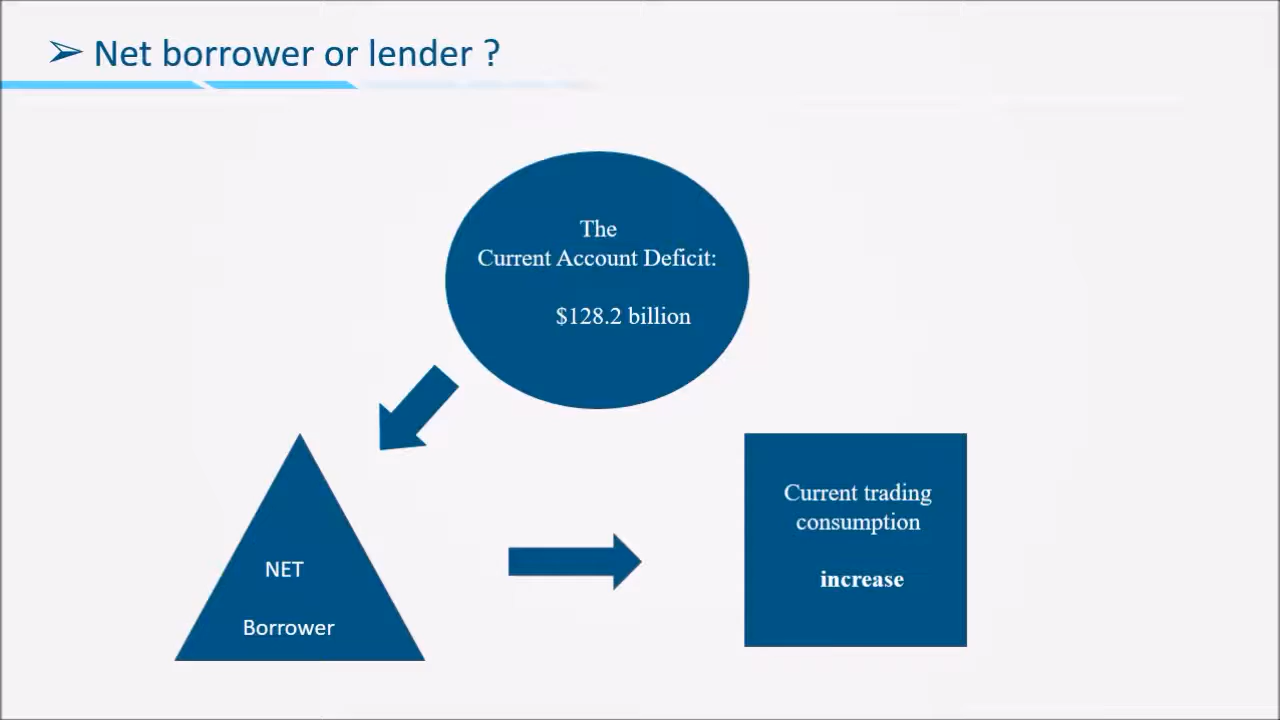 ➢ Net borrower or lender ?
The
Current Account Deficit:
$128.2 billion
NET
Borrower
Current trading
consumption
increase